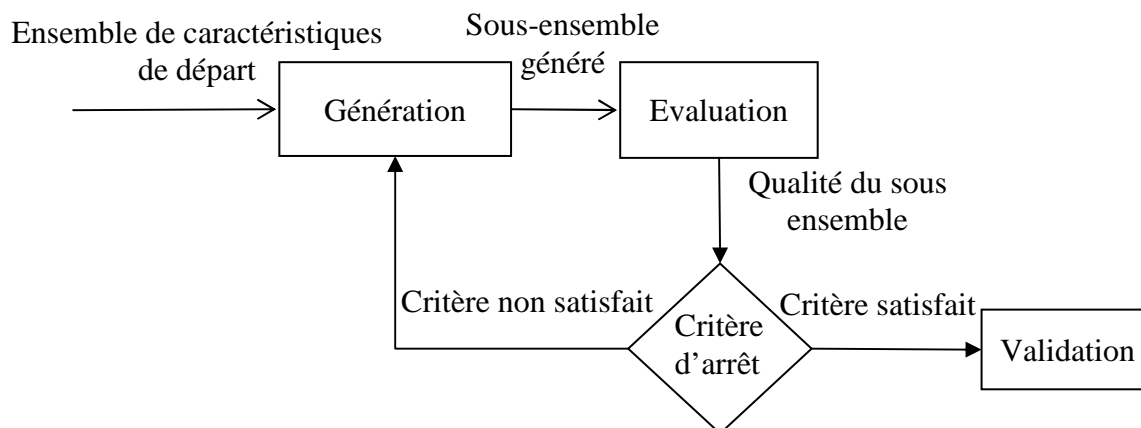 Ensemble de caractéristiques
de départ
Sous-ensemble
généré
Génération
Evaluation
Qualité du sous
ensemble
Critère non satisfait
Critère
d’arrêt
Critère satisfait
Validation